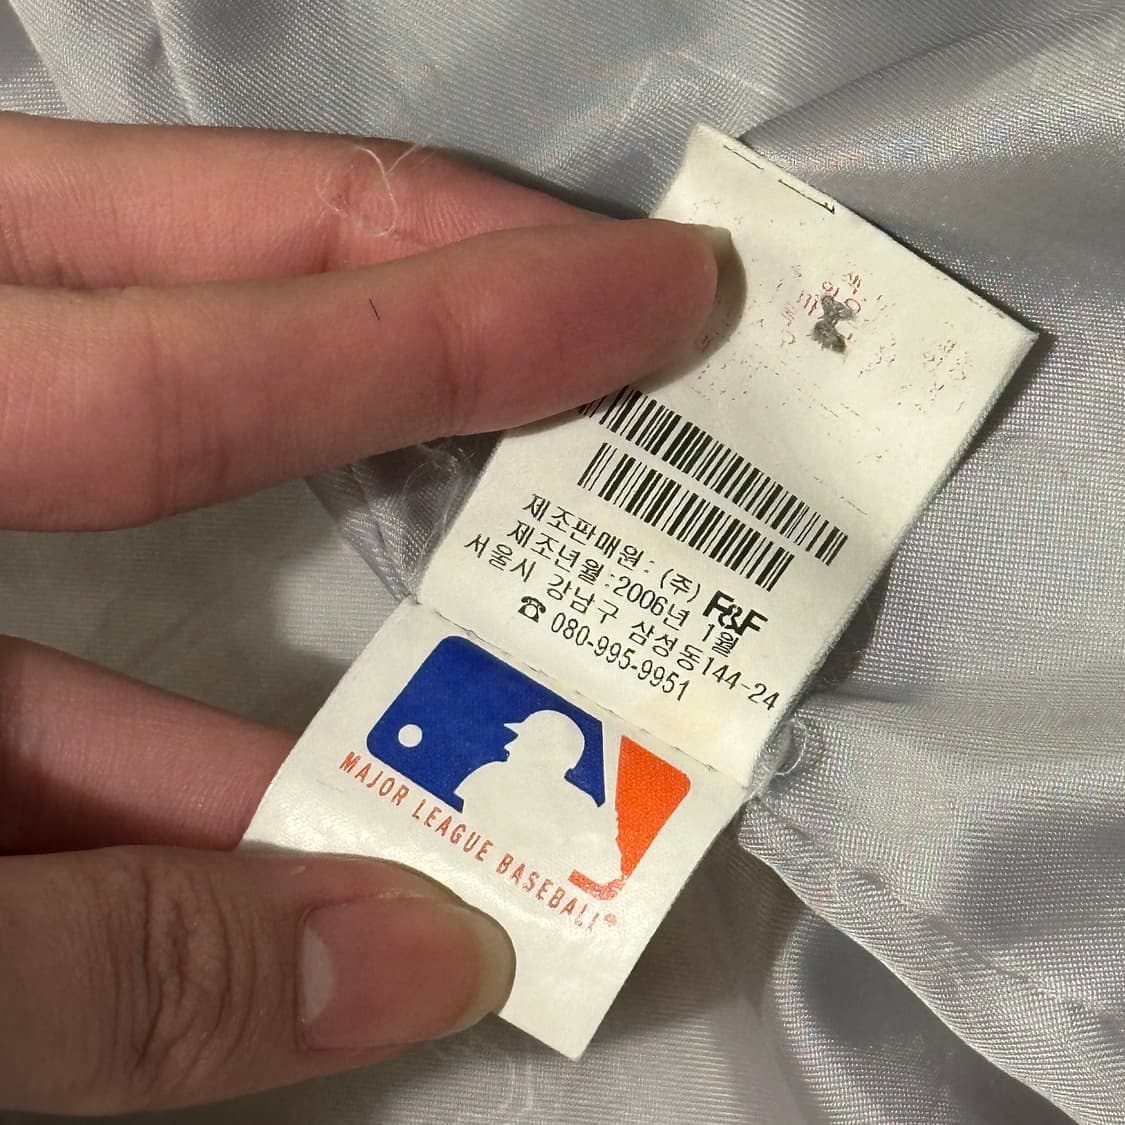 제조판매원: (주) F&F
제조년월:2006년 1월
서울시 강남구 삼성동144-24
☎ 080-995-9951
MAJOR LEAGUE BASEBALL